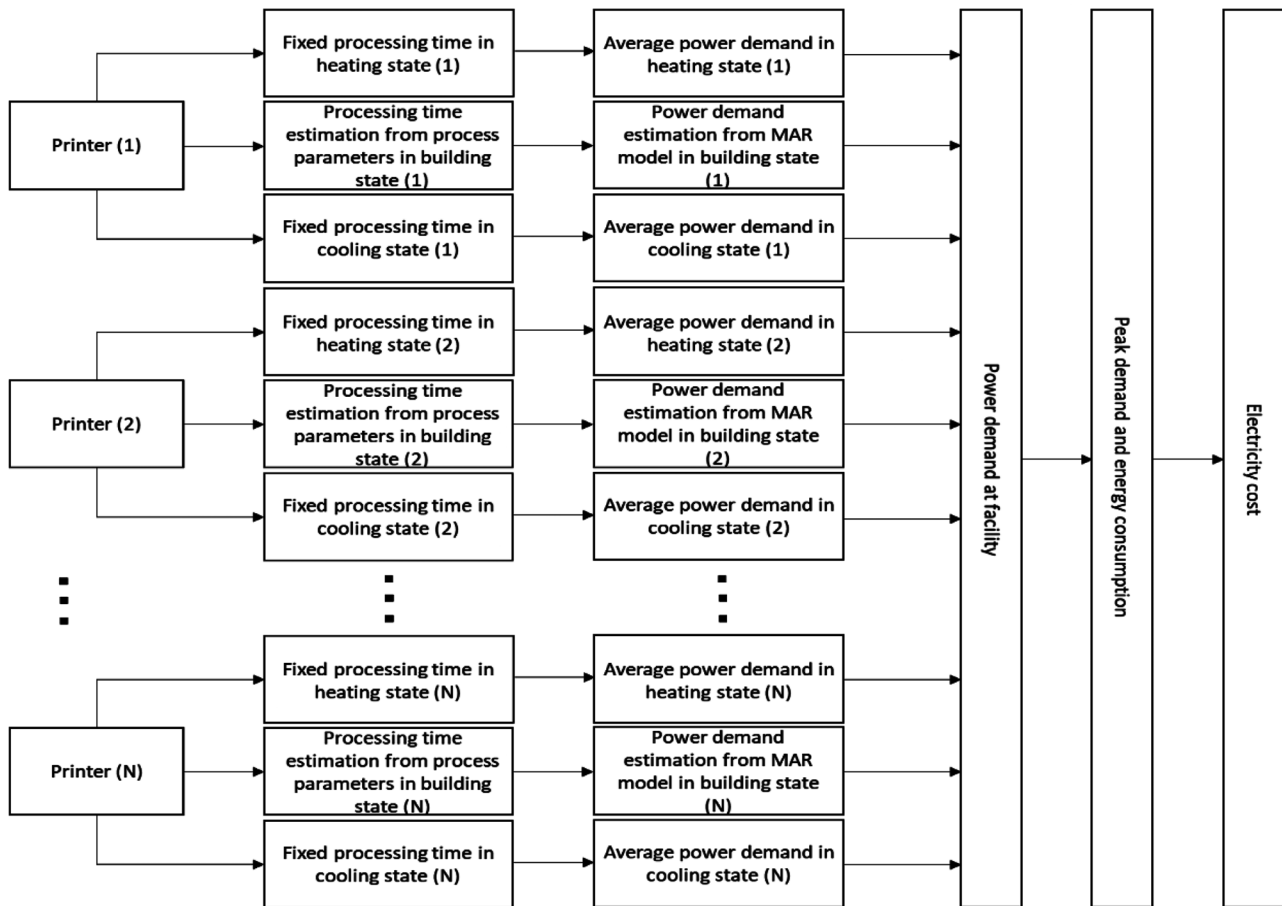 Printer (1)
Fixed processing time in
heating state (1)
Average power demand in
heating state (1)
Processing time
estimation from process
parameters in building
state (1)
Power demand
estimation from MAR
model in building state
(1)
Fixed processing time in
cooling state (1)
Average power demand in
cooling state (1)
Printer (2)
Fixed processing time in
heating state (2)
Average power demand in
heating state (2)
Processing time
estimation from process
parameters in building
state (2)
Power demand
estimation from MAR
model in building state
(2)
Fixed processing time in
cooling state (2)
Average power demand in
cooling state (2)
Printer (N)
Fixed processing time in
heating state (N)
Average power demand in
heating state (N)
Processing time
estimation from process
parameters in building
state (N)
Power demand
estimation from MAR
model in building state
(N)
Fixed processing time in
cooling state (N)
Average power demand in
cooling state (N)
Power demand at facility
Peak demand and energy consumption
Electricity cost